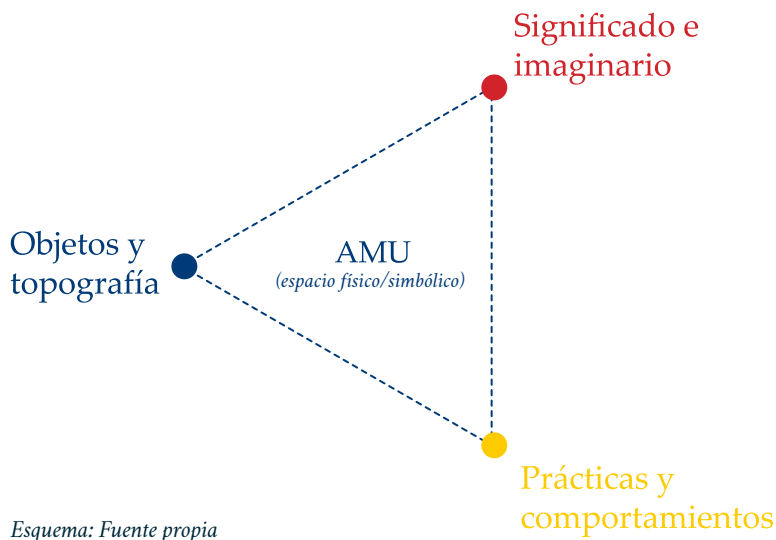 Significado e
imaginario
Objetos y
topografía
AMU
(espacio físico/simbólico)
Prácticas y
comportamientos
Esquema: Fuente propia